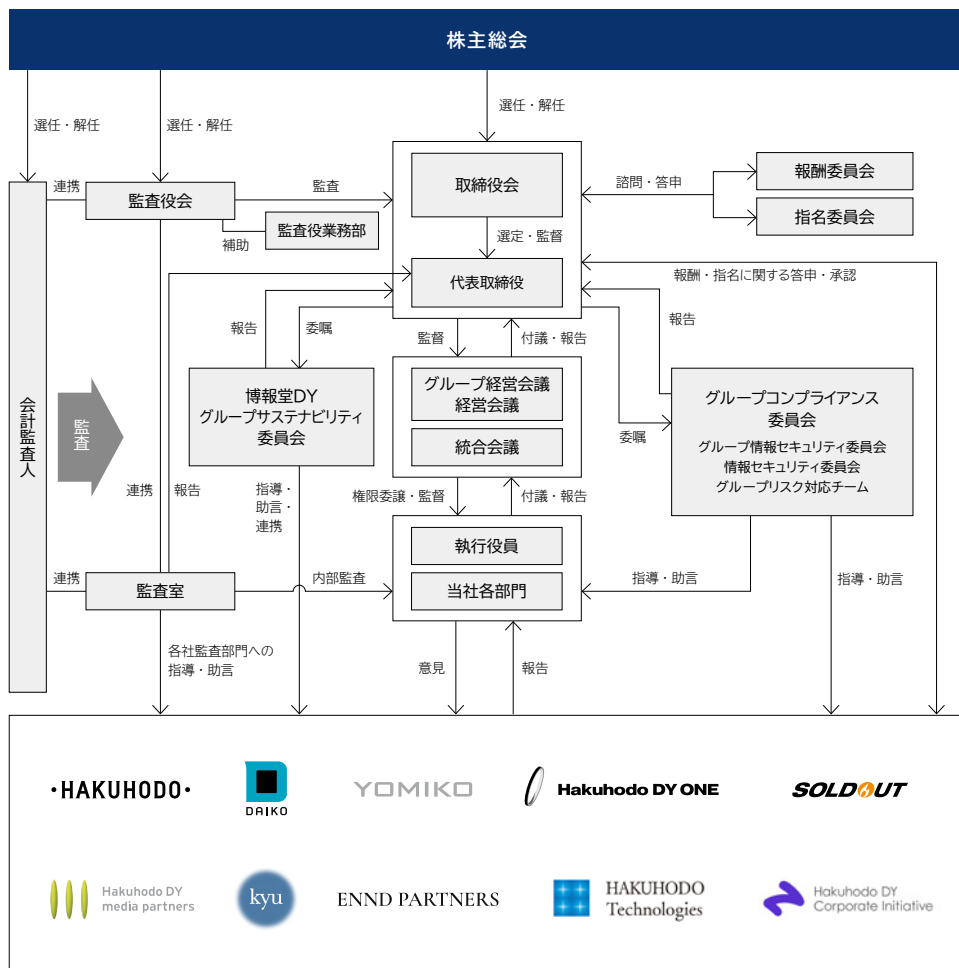 株主総会
選任・解任
選任・解任
選任・解任
連携
監査役会
監査
取締役会
諮問・答申
報酬委員会
指名委員会
補助
監査役業務部
選定・監督
代表取締役
報酬・指名に関する答申・承認
報告
委嘱
監督
付議・報告
報告
会計監査人
監査
博報堂DY
グループサステナビリティ
委員会
グループ経営会議
経営会議
統合会議
委嘱
グループコンプライアンス
委員会
グループ情報セキュリティ委員会
情報セキュリティ委員会
グループリスク対応チーム
連携
報告
指導・
助言・
連携
権限委譲・監督
付議・報告
執行役員
当社各部門
連携
監査室
内部監査
指導・助言
指導・助言
各社監査部門への
指導・助言
意見
報告
・HAKUHODO・
DAIKO
YOMIKO
Hakuhodo DY ONE
SOLDOUT
Hakuhodo DY
media partners
kyu
ENND PARTNERS
HAKUHODO
Technologies
Hakuhodo DY
Corporate Initiative